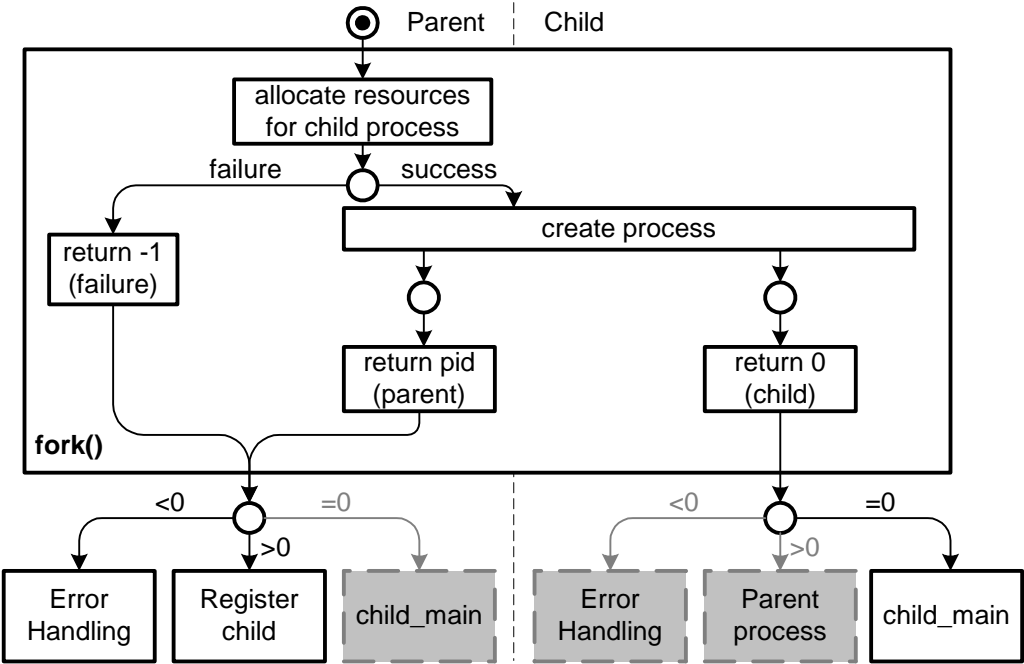 Parent
Child
allocate resources
for child process
failure
success
create process
return -1
(failure)
return pid
(parent)
return 0
(child)
fork()
<0
=0
>0
<0
>0
=0
Error
Handling
Register
child
child_main
Error
Handling
Parent
process
child_main